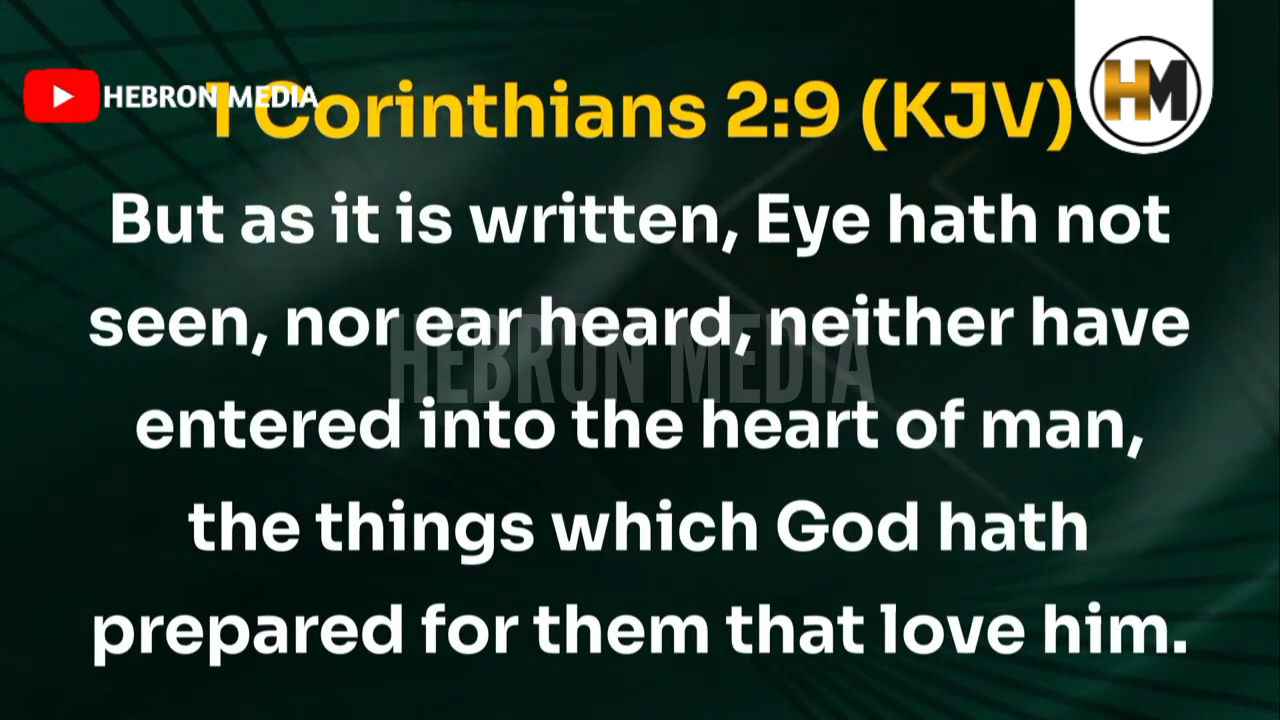 1 Corinthians 2:9 (KJV)
HEBRON MEDIA
HM
But as it is written, Eye hath not
seen, nor ear heard, neither have
HEBRON MEDIA
entered into the heart of man,
the things which God hath
prepared for them that love him.